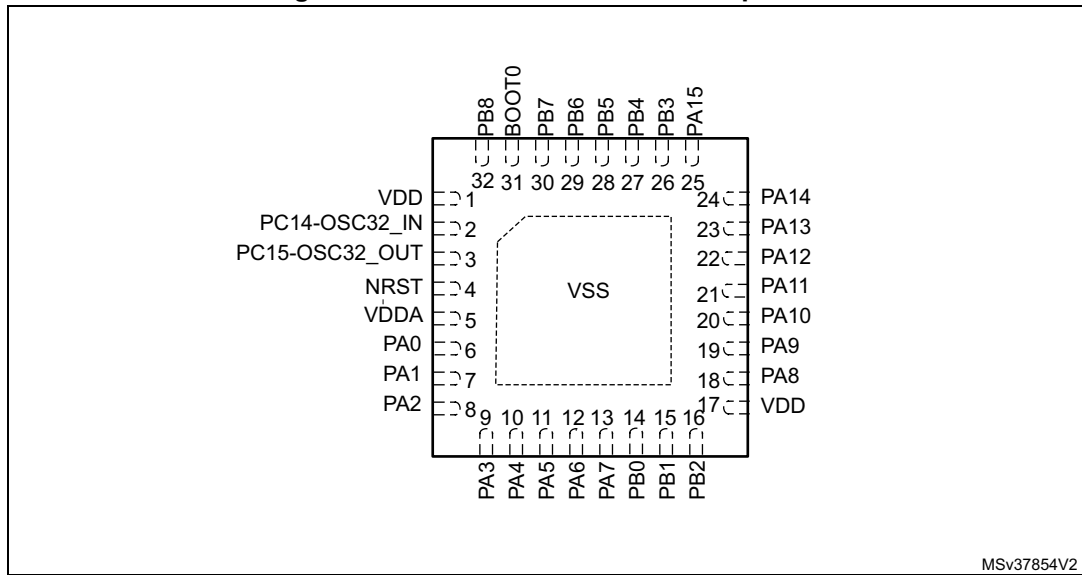 PB8
BOOT0
PB7
PB6
PB5
PB4
PB3
PA15
32 31 30 29 28 27 26 25
VDD 1
PC14-OSC32_IN 2
PC15-OSC32_OUT 3
NRST 4
VDDA 5
PA0 6
PA1 7
PA2 8
VSS
24 PA14
23 PA13
22 PA12
21 PA11
20 PA10
19 PA9
18 PA8
17 VDD
9 10 11 12 13 14 15 16
PA3
PA4
PA5
PA6
PA7
PB0
PB1
PB2
MSv37854V2